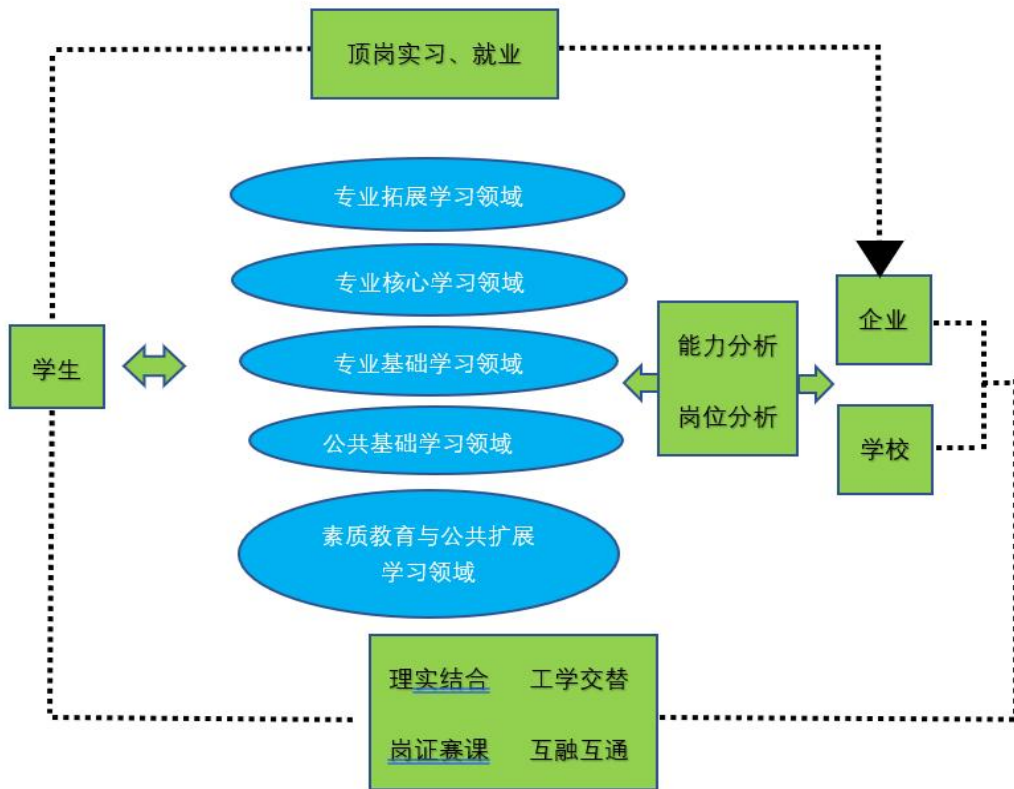 顶岗实习、就业
专业拓展学习领域
专业核心学习领域
专业基础学习领域
公共基础学习领域
素质教育与公共扩展
学习领域
学生
能力分析
岗位分析
企业
学校
理实结合 工学交替
岗证赛课 互融互通